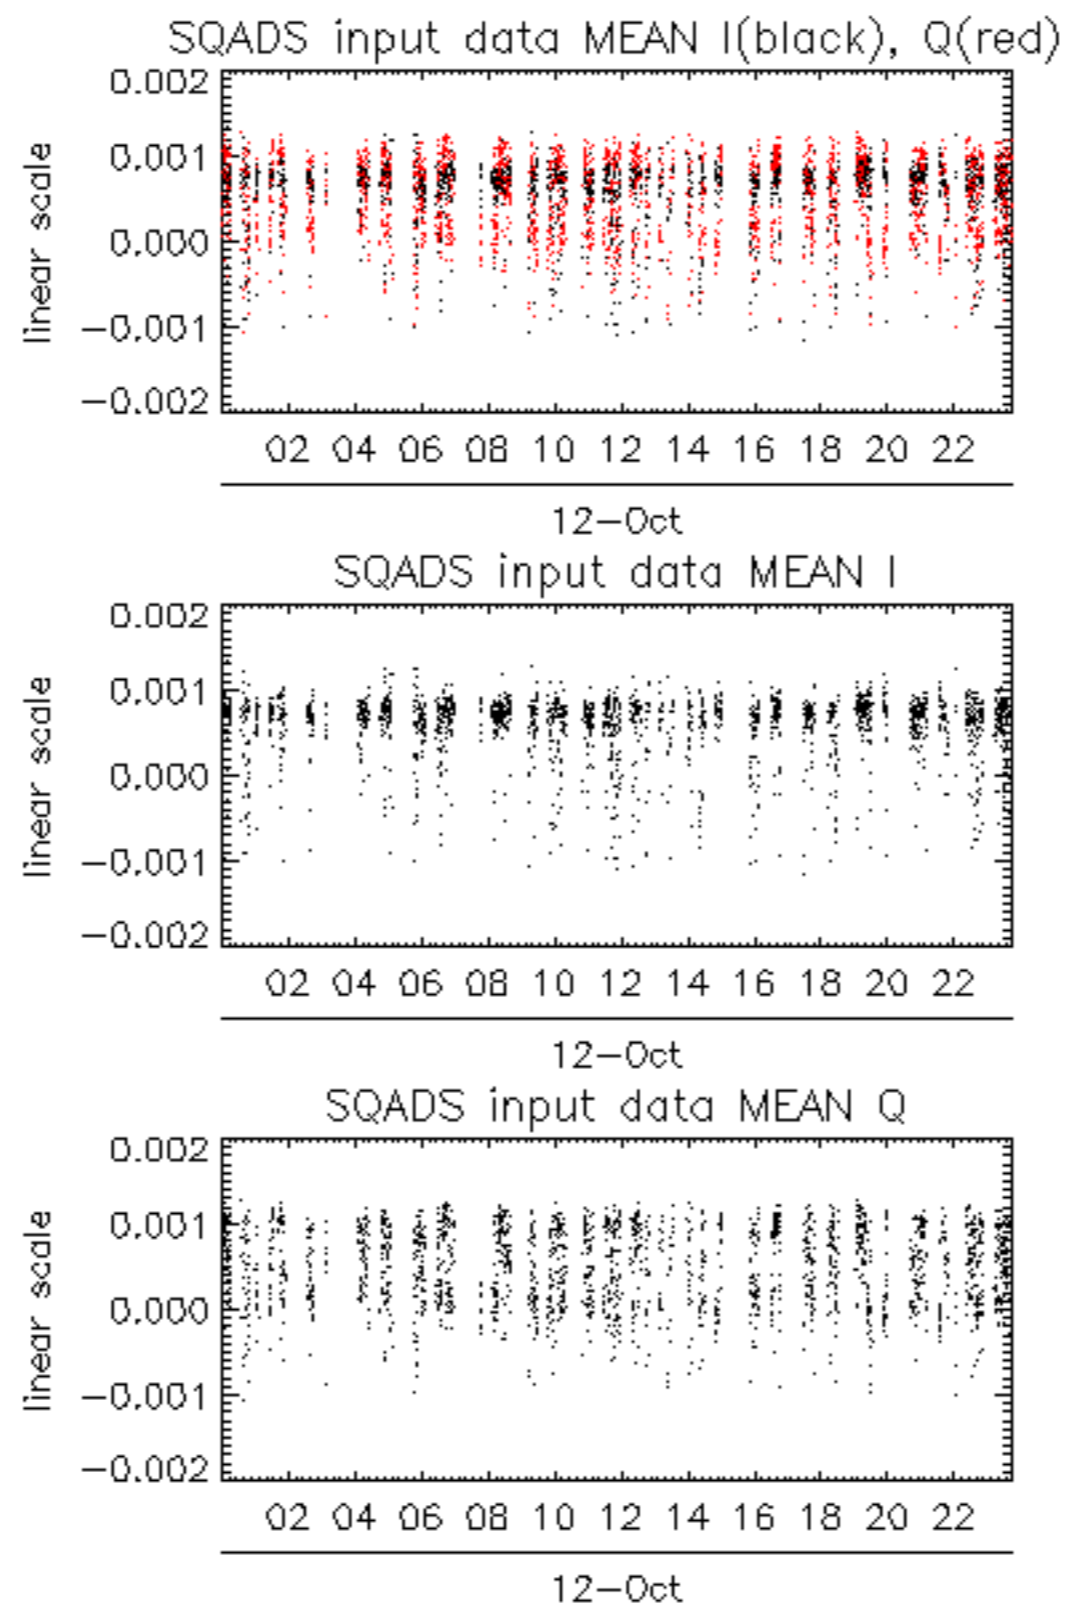 SQADS input data MEAN I(black), Q(red)
0.002
0.001
0.000
−0.001
−0.002
linear scale
02 04 06 08 10 12 14 16 18 20 22
12−Oct
SQADS input data MEAN I
0.002
0.001
0.000
−0.001
−0.002
linear scale
02 04 06 08 10 12 14 16 18 20 22
12−Oct
SQADS input data MEAN Q
0.002
0.001
0.000
−0.001
−0.002
linear scale
02 04 06 08 10 12 14 16 18 20 22
12−Oct